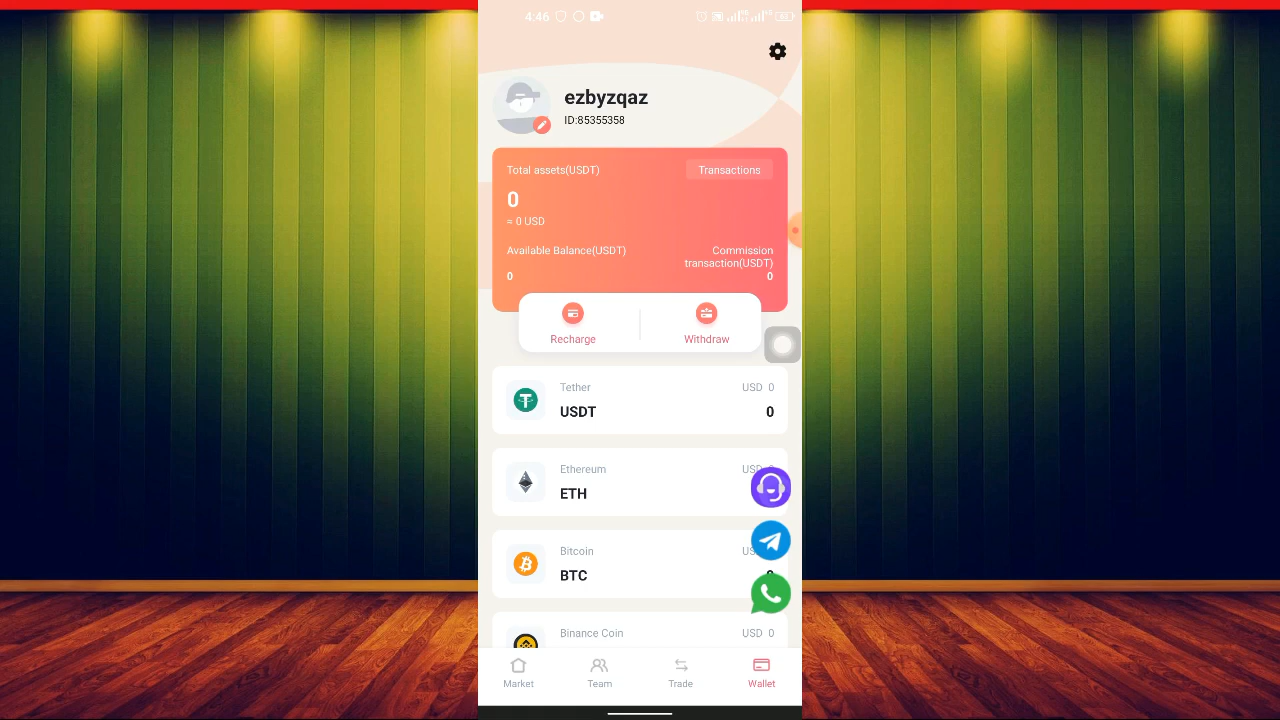 4:46
ezbyzqaz
ID:85355358
Total assets(USDT)
Transactions
0
≈ 0 USD
Available Balance(USDT)
Commission
transaction(USDT)
0
0
Recharge
Withdraw
Tether
USD 0
USDT
0
Ethereum
ETH
Bitcoin
BTC
Binance Coin
USD 0
Market
Team
Trade
Wallet